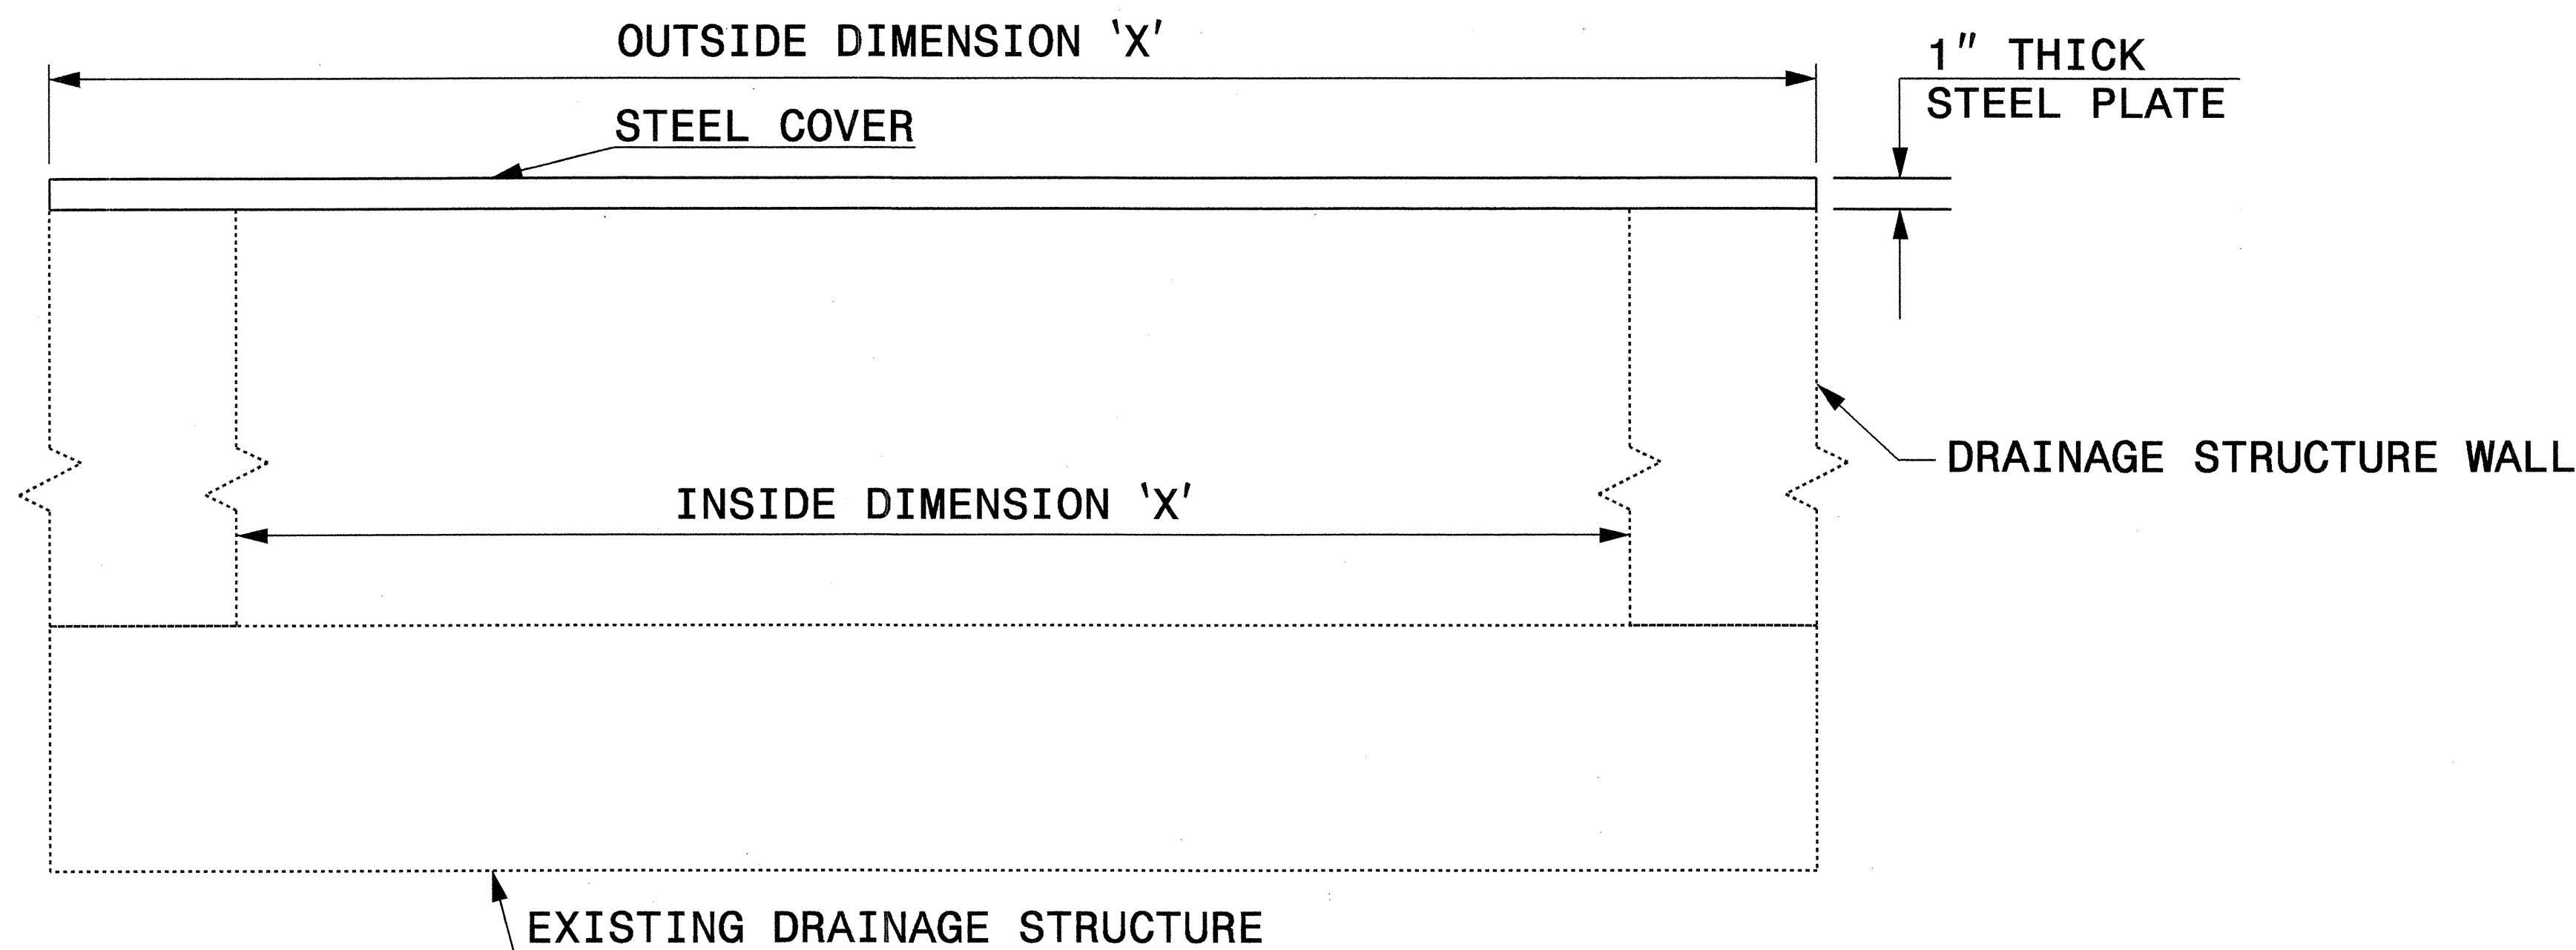 OUTSIDE DIMENSION 'X'
1" THICK
STEEL PLATE
STEEL COVER
DRAINAGE STRUCTURE WALL
INSIDE DIMENSION 'X'
EXISTING DRAINAGE STRUCTURE